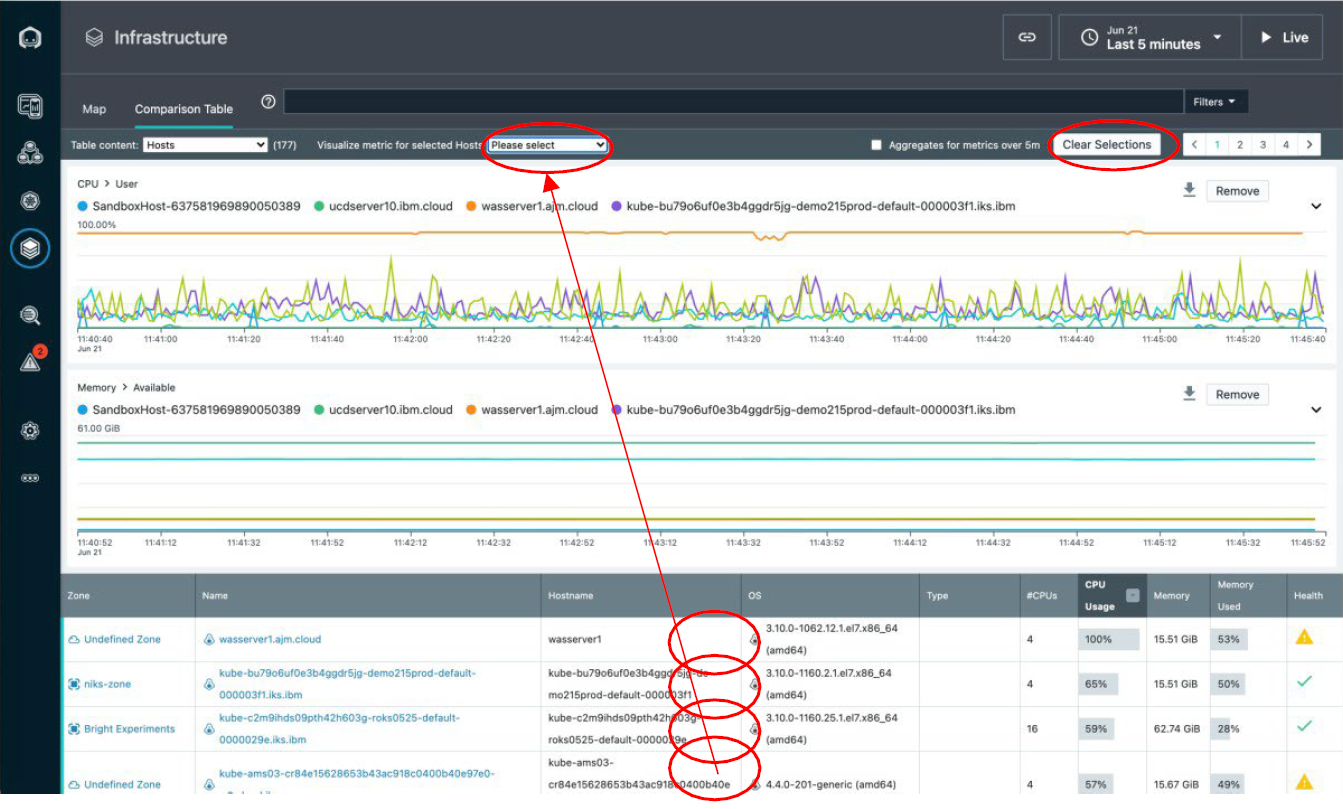 Infrastructure
Jun 21
Last 5 minutes
Live
Map
Comparison Table
Filters
Table content: Hosts (177) Visualize metric for selected Hosts Please select Aggregates for metrics over 5m Clear Selections 1 2 3 4
2
CPU > User
Remove
SandboxHost-637581969890050389 ucdserver10.ibm.cloud wasserver1.ajm.cloud kube-bu79o6uf0e3b4ggdr5jg-demo215prod-default-000003f1.iks.ibm
100.00%
11:40:40 11:41:00 11:41:20 11:41:40 11:42:00 11:42:20 11:42:40 11:43:00 11:43:20 11:43:40 11:44:00 11:44:20 11:44:40 11:45:00 11:45:20 11:45:40
Jun 21
Memory > Available
Remove
SandboxHost-637581969890050389 ucdserver10.ibm.cloud wasserver1.ajm.cloud kube-bu79o6uf0e3b4ggdr5jg-demo215prod-default-000003f1.iks.ibm
61.00 GiB
11:40:52 11:41:12 11:41:32 11:41:52 11:42:12 11:42:32 11:42:52 11:43:12 11:43:32 11:43:52 11:44:12 11:44:32 11:44:52 11:45:12 11:45:32 11:45:52
Jun 21
Zone Name Hostname OS Type #CPUs CPU Usage Memory Memory Used Health
Undefined Zone wasserver1.ajm.cloud wasserver1 3.10.0-1062.12.1.el7.x86_64 4 100% 15.51 GiB 53%
(amd64)
kube-bu79o6uf0e3b4ggdr5jg-demo215prod-default- kube-bu79o6uf0e3b4ggdr5jg-de 3.10.0-1160.2.1.el7.x86_64
niks-zone 4 65% 15.51 GiB 50%
000003f1.iks.ibm mo215prod-default-000003f1 (amd64)
kube-c2m9ihds09pth42h603g-roks0525-default- kube-c2m9ihds09pth42h603g- 3.10.0-1160.25.1.el7.x86_64
Bright Experiments 16 59% 62.74 GiB 28%
0000029e.iks.ibm roks0525-default-0000029e (amd64)
kube-ams03-
kube-ams03-cr84e15628653b43ac918c0400b40e97e0-
Undefined Zone cr84e15628653b43ac918c0400b40e 4.4.0-201-generic (amd64) 4 57% 15.67 GiB 49%